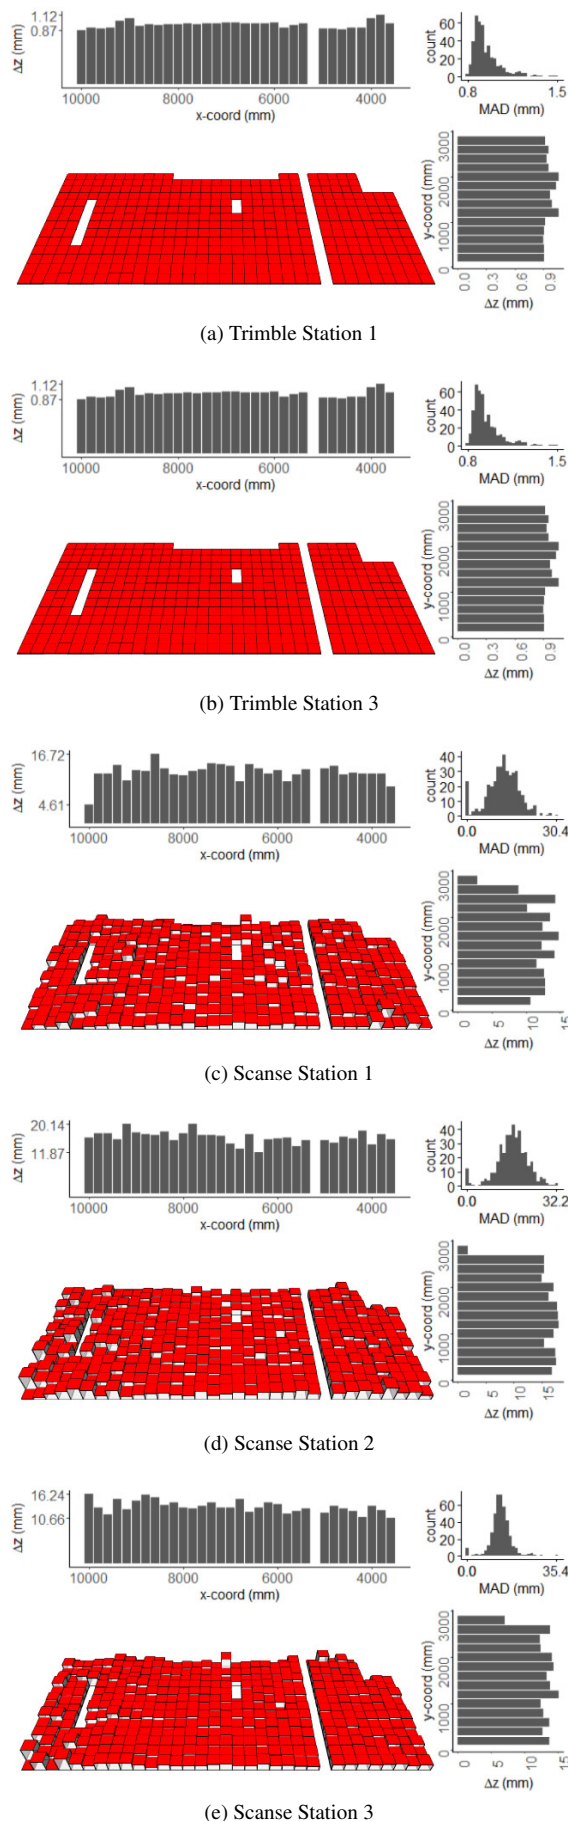 1.12
0.87
Δz (mm)
10000 8000 6000 4000
x-coord (mm)
60
40
20
0
count
0.8 1.5
MAD (mm)
3000
2000
1000
0
y-coord (mm)
0.0 0.3 0.6 0.9
Δz (mm)
(a) Trimble Station 1
1.12
0.87
Δz (mm)
10000 8000 6000 4000
x-coord (mm)
60
40
20
0
count
0.8 1.5
MAD (mm)
3000
2000
1000
0
y-coord (mm)
0.0 0.3 0.6 0.9
Δz (mm)
(b) Trimble Station 3
16.72
4.61
Δz (mm)
10000 8000 6000 4000
x-coord (mm)
40
30
20
10
0
count
0.0 30.4
MAD (mm)
3000
2000
1000
0
y-coord (mm)
0 5 10 15
Δz (mm)
(c) Scanse Station 1
20.14
11.87
Δz (mm)
10000 8000 6000 4000
x-coord (mm)
40
30
20
10
0
count
0.0 32.2
MAD (mm)
3000
2000
1000
0
y-coord (mm)
0 5 10 15
Δz (mm)
(d) Scanse Station 2
16.24
10.66
Δz (mm)
10000 8000 6000 4000
x-coord (mm)
60
40
20
0
count
0.0 35.4
MAD (mm)
3000
2000
1000
0
y-coord (mm)
0 5 10 15
Δz (mm)
(e) Scanse Station 3